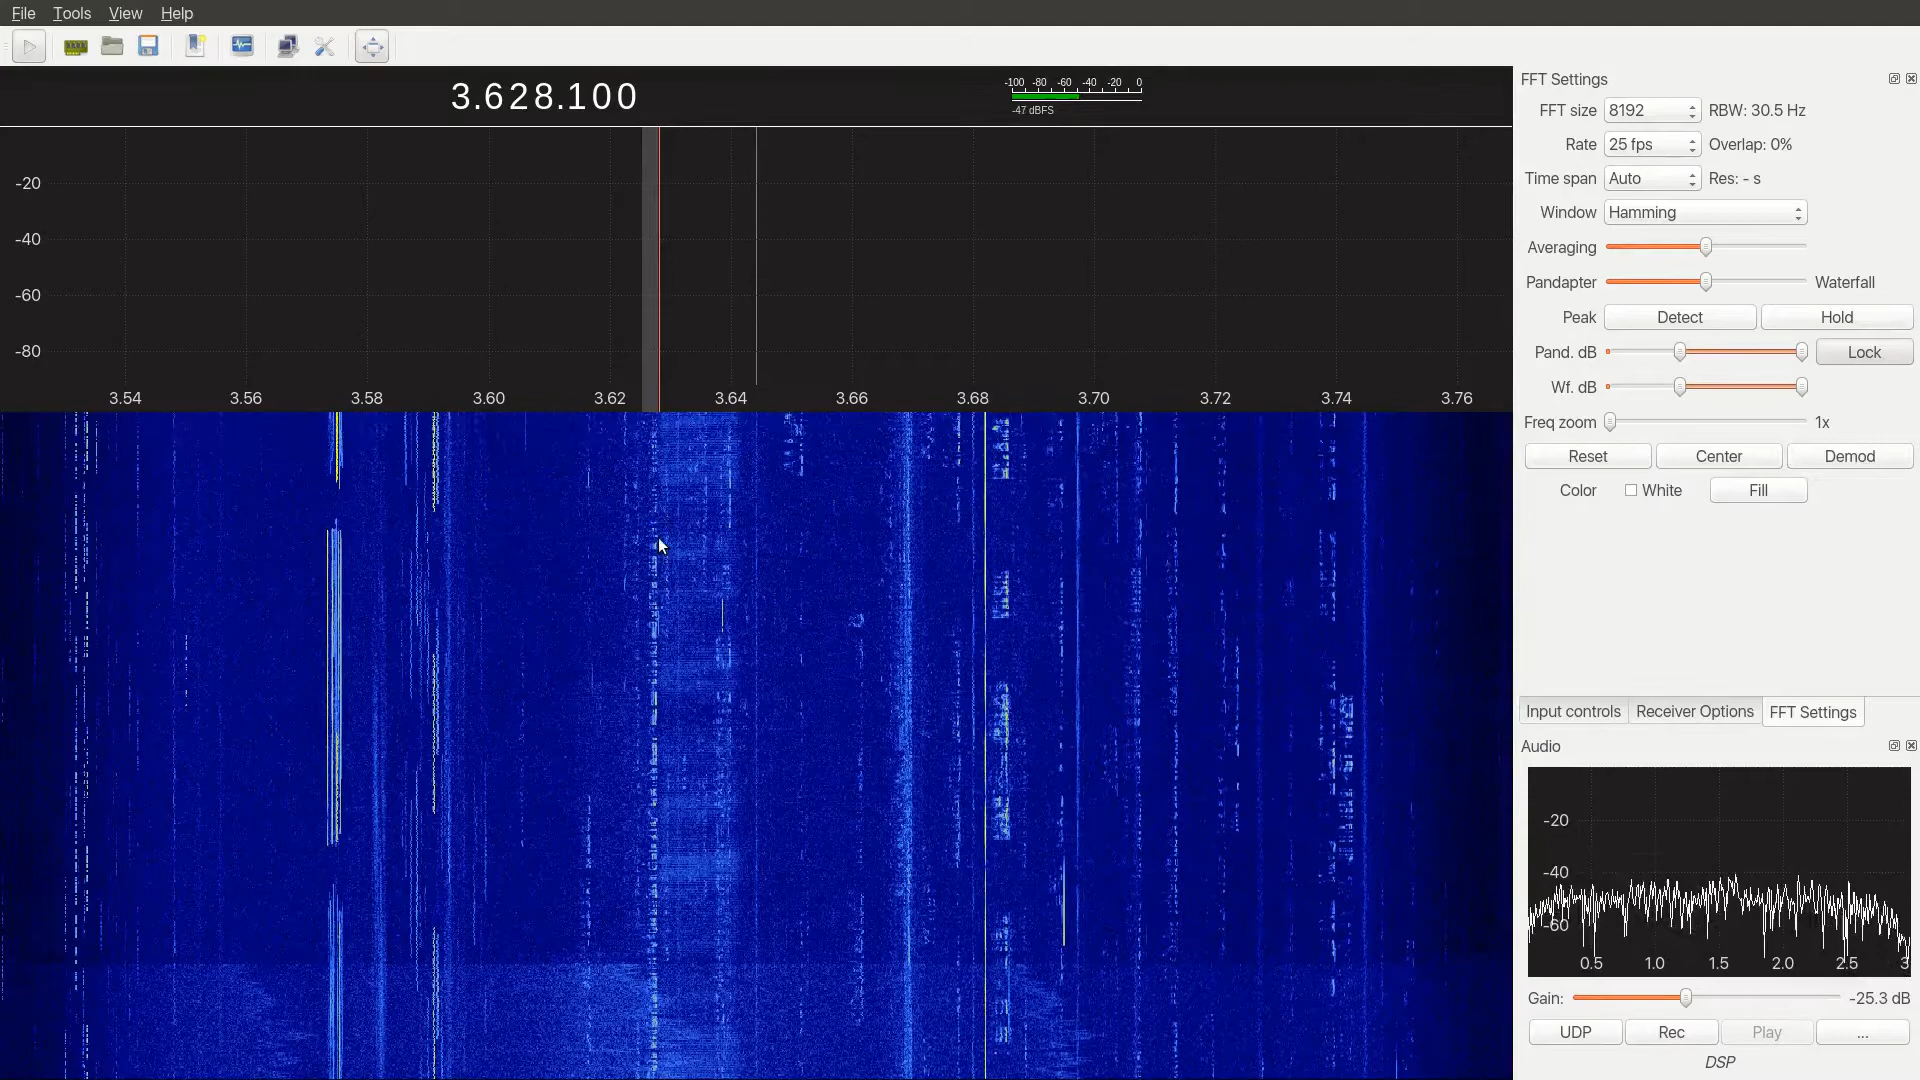 File Tools View Help
3.628.100
-100 -80 -60 -40 -20 0
-47 dBFS
-20
-40
-60
-80
3.54 3.56 3.58 3.60 3.62 3.64 3.66 3.68 3.70 3.72 3.74 3.76
FFT Settings
FFT size 8192 RBW: 30.5 Hz
Rate 25 fps Overlap: 0%
Time span Auto Res: - s
Window Hamming
Averaging
Pandapter Waterfall
Peak Detect Hold
Pand. dB Lock
Wf. dB
Freq zoom 1x
Reset Center Demod
Color White Fill
Input controls Receiver Options FFT Settings
Audio
-20
-40
-60
0.5 1.0 1.5 2.0 2.5 3
Gain: -25.3 dB
UDP Rec Play ...
DSP